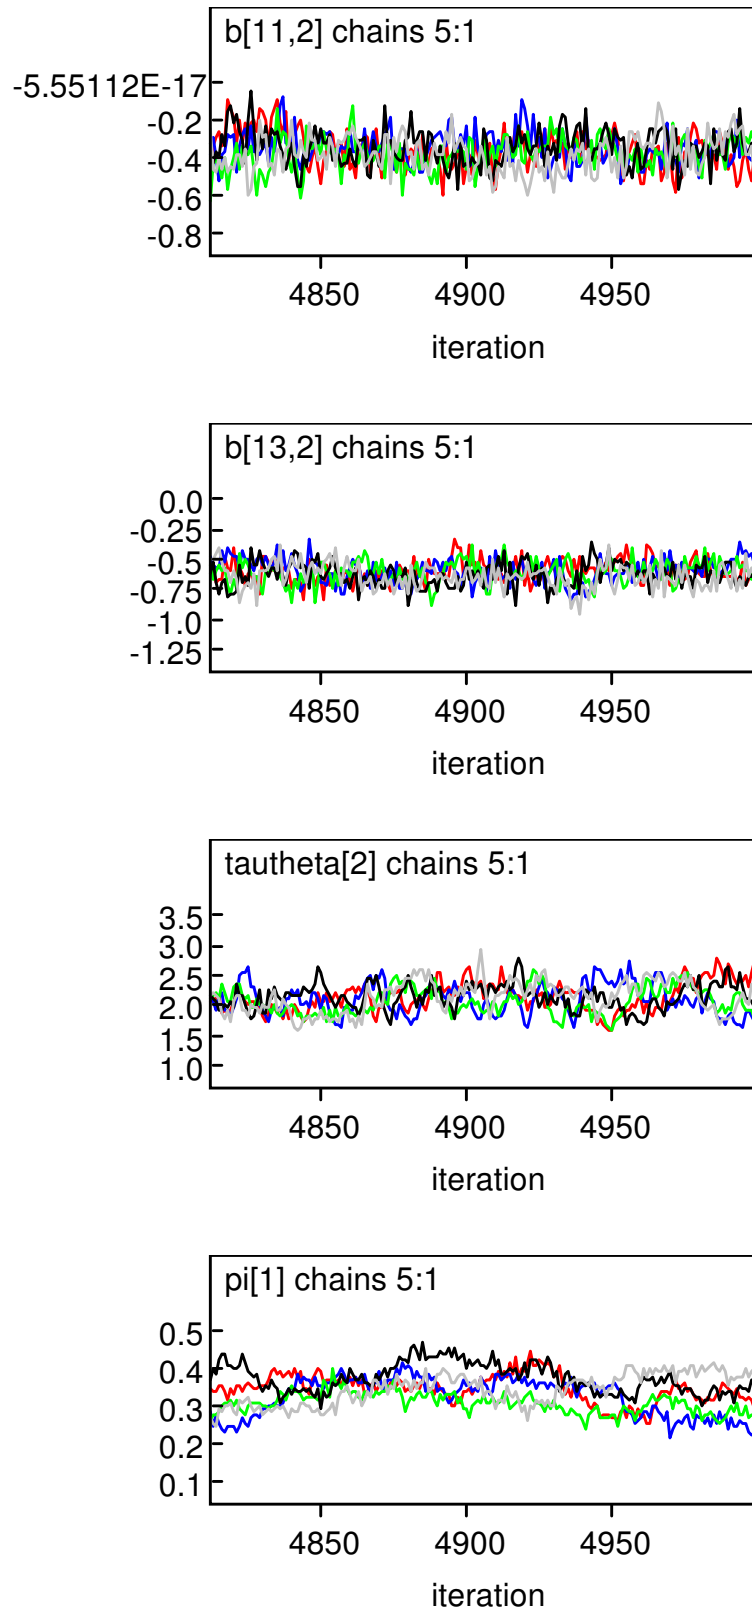 b[11,2] chains 5:1
-5.55112E-17
-0.2
-0.4
-0.6
-0.8
4850 4900 4950
iteration
b[13,2] chains 5:1
0.0
-0.25
-0.5
-0.75
-1.0
-1.25
4850 4900 4950
iteration
tautheta[2] chains 5:1
3.5
3.0
2.5
2.0
1.5
1.0
4850 4900 4950
iteration
pi[1] chains 5:1
0.5
0.4
0.3
0.2
0.1
4850 4900 4950
iteration